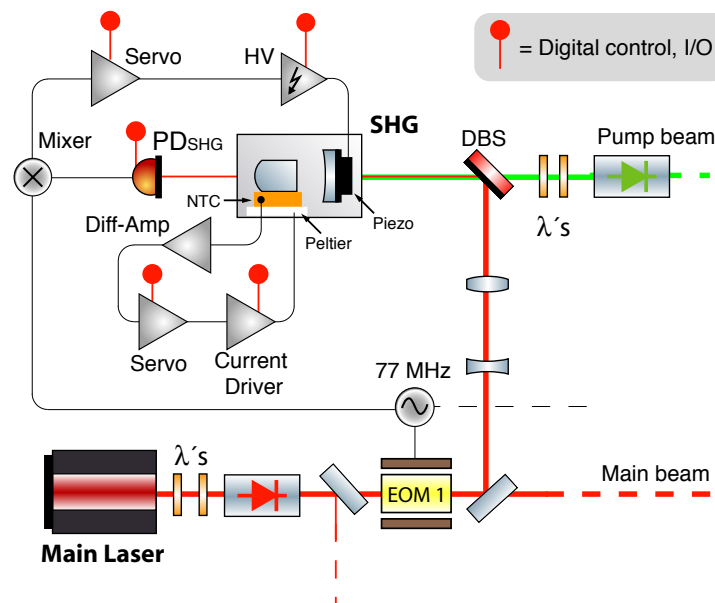 Servo
HV
= Digital control, I/O
Mixer
PDSHG
SHG
DBS
Pump beam
NTC
Piezo
λ´s
Diff-Amp
Peltier
Servo
Current
Driver
77 MHz
λ´s
EOM 1
Main beam
Main Laser